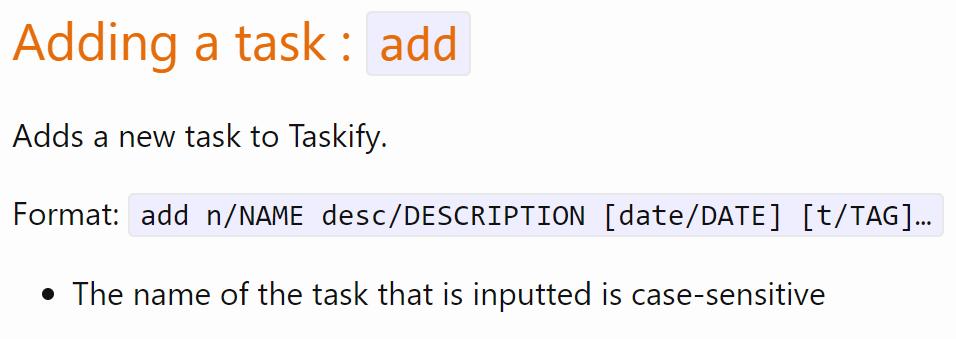 Adding a task : add
Adds a new task to Taskify.
Format: add n/NAME desc/DESCRIPTION [date/DATE] [t/TAG]…
• The name of the task that is inputted is case-sensitive